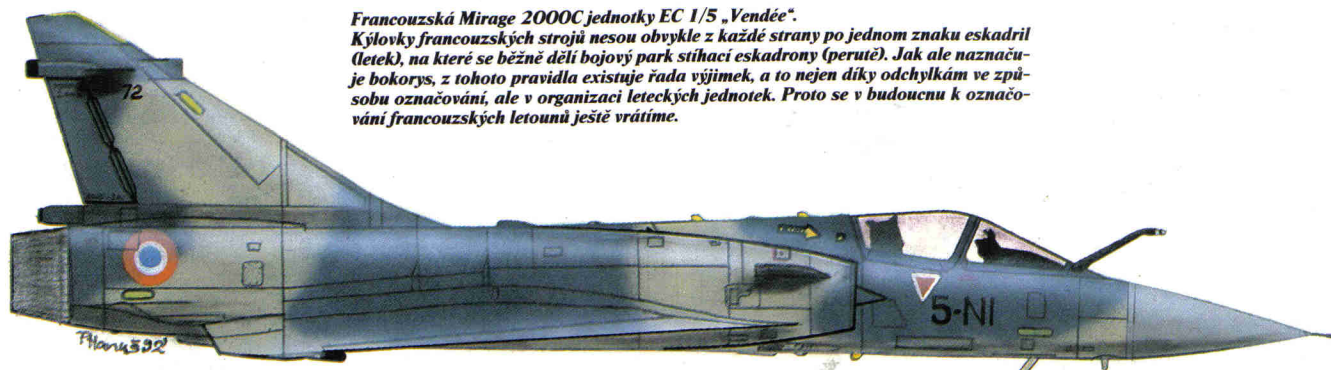 Francouzská Mirage 2000C jednotky EC 1/5 „Vendée“.
Kýlovky francouzských strojů nesou obvykle z každé strany po jednom znaku eskadril
(letek), na které se běžně dělí bojový park stíhací eskadrony (perutě). Jak ale naznaču-
je bokorys, z tohoto pravidla existuje řada výjimek, a to nejen díky odchylkám ve způ-
sobu označování, ale v organizaci leteckých jednotek. Proto se v budoucnu k označo-
vání francouzských letounů ještě vrátíme.
72
5-NI
PHanuš 92